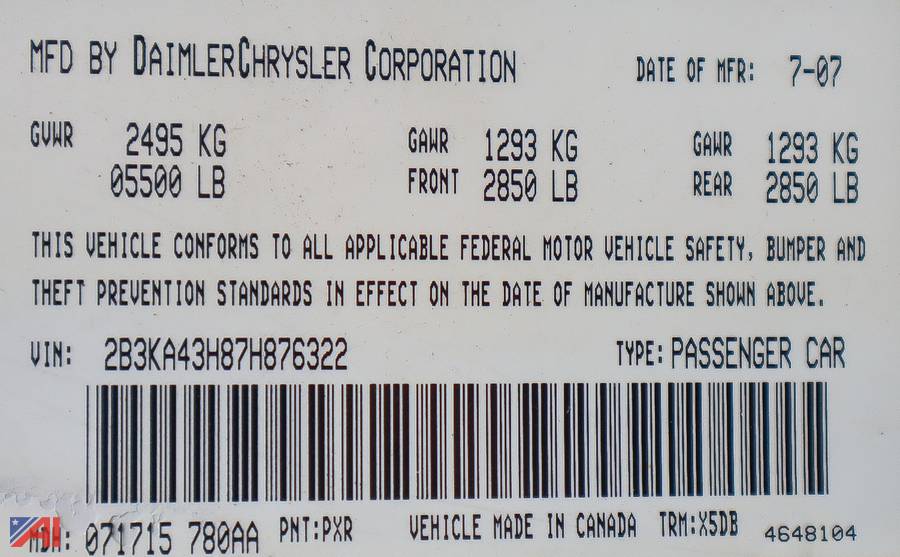 MFD BY DAIMLERCHRYSLER CORPORATION DATE OF MFR: 7-07
GVWR 2495 KG GAWR 1293 KG GAWR 1293 KG
05500 LB FRONT 2850 LB REAR 2850 LB
THIS VEHICLE CONFORMS TO ALL APPLICABLE FEDERAL MOTOR VEHICLE SAFETY, BUMPER AND
THEFT PREVENTION STANDARDS IN EFFECT ON THE DATE OF MANUFACTURE SHOWN ABOVE.
VIN: 2B3KA43H87H876322 TYPE: PASSENGER CAR
MDH: 071715 780AA PNT:PXR VEHICLE MADE IN CANADA TRM:X5DB 4648104